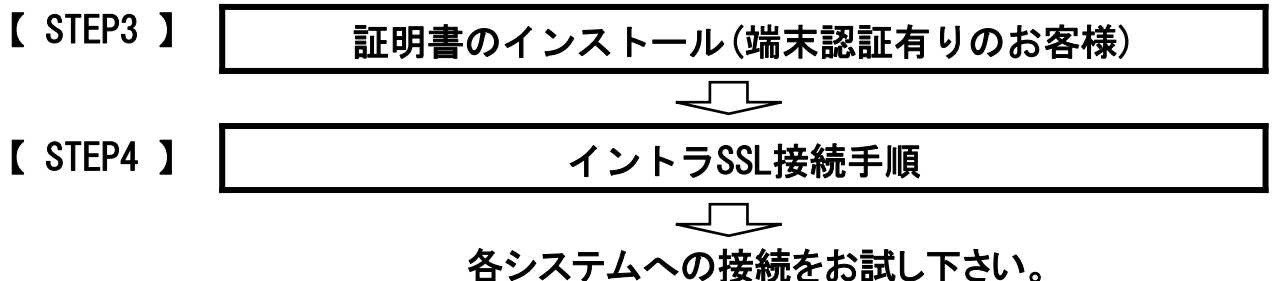 【 STEP3 】 証明書のインストール(端末認証有りのお客様)
【 STEP4 】 イントラSSL接続手順
各システムへの接続をお試し下さい。